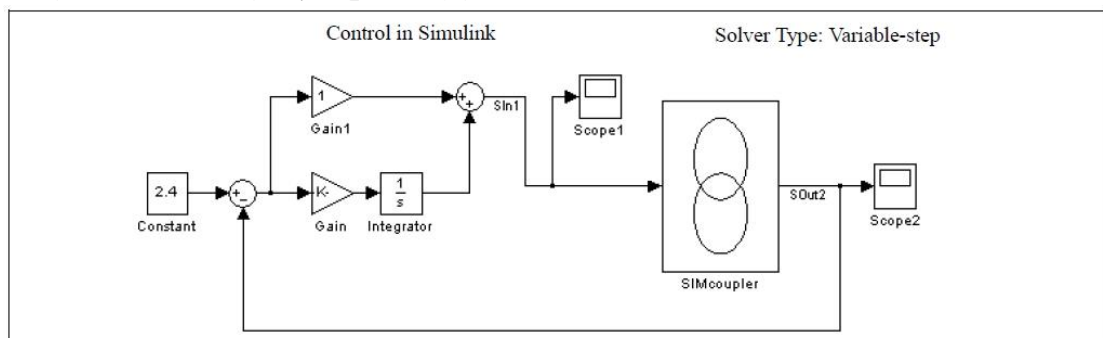 Control in Simulink
Solver Type: Variable-step
1
Gain1
+
+
SIn1
Scope1
2.4
Constant
+
-
K-
Gain
1
s
Integrator
SIMcoupler
SOut2
Scope2